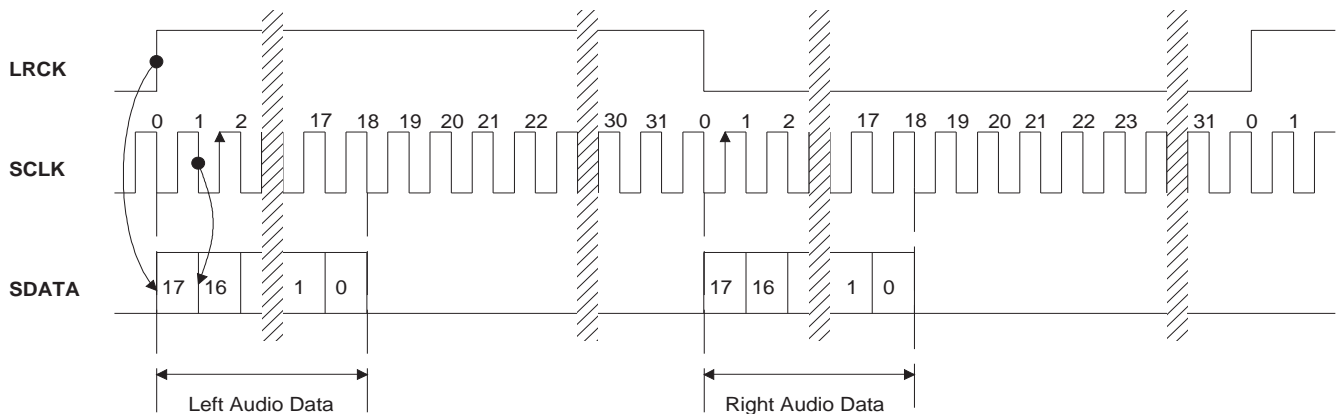 LRCK
0 1 2 17 18 19 20 21 22 30 31 0 1 2 17 18 19 20 21 22 23 31 0 1
SCLK
SDATA
17 16 1 0 17 16 1 0
Left Audio Data Right Audio Data